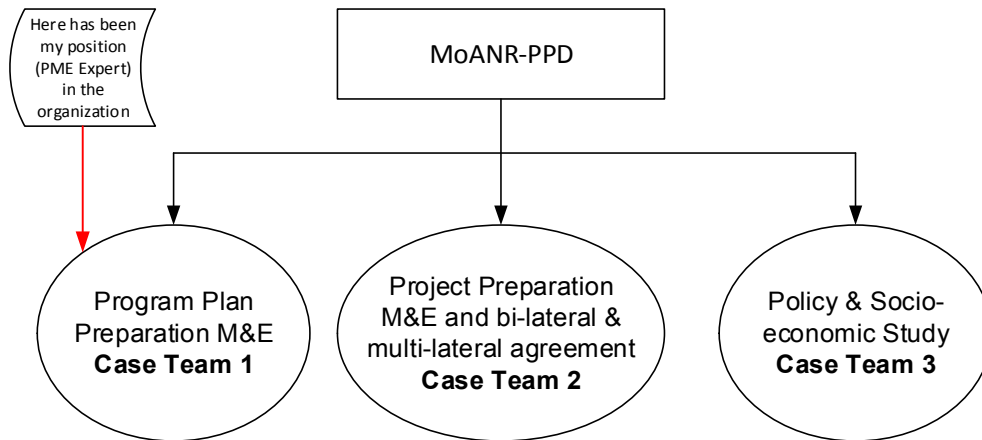 Here has been
my position
(PME Expert)
in the
organization
MoANR-PPD
Program Plan
Preparation M&E
Case Team 1
Project Preparation
M&E and bi-lateral &
multi-lateral agreement
Case Team 2
Policy & Socio-
economic Study
Case Team 3